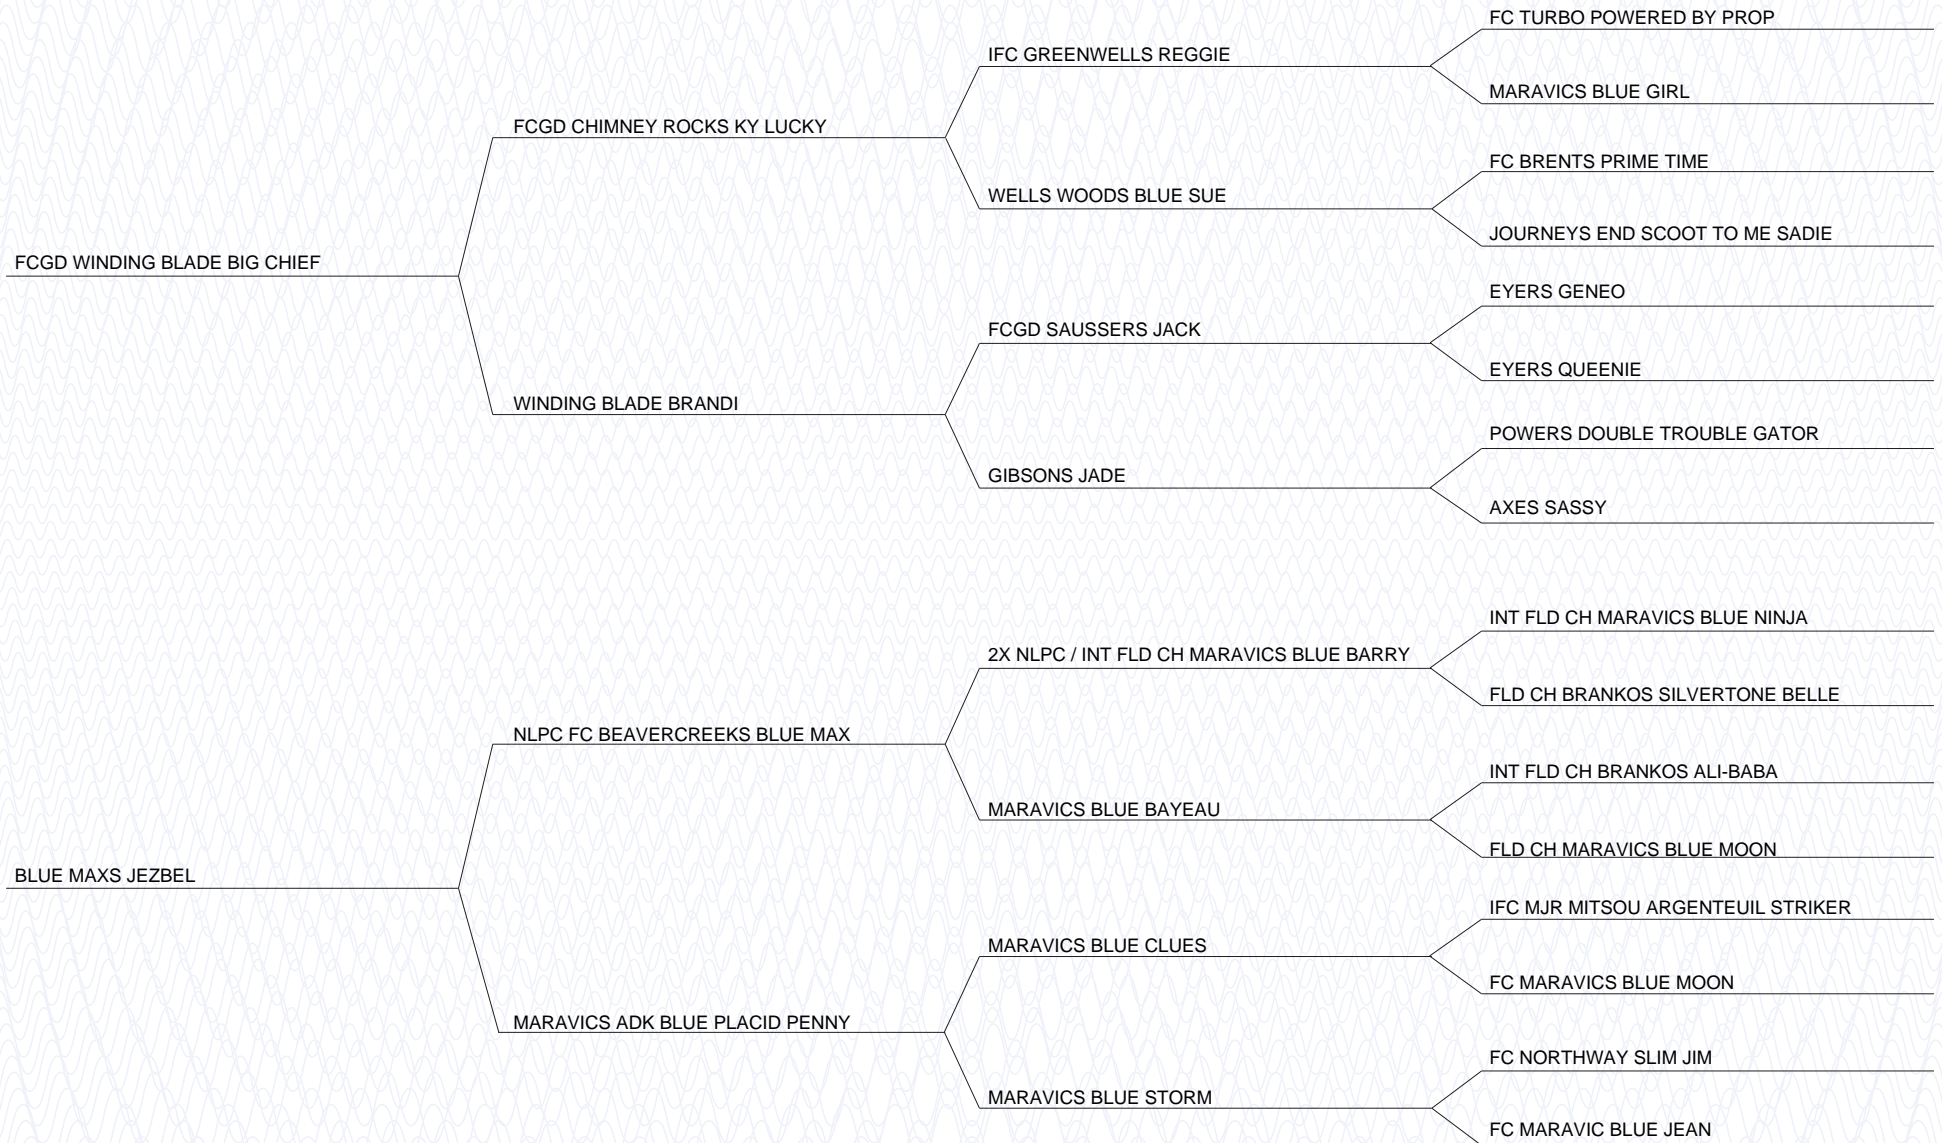 FC TURBO POWERED BY PROP
IFC GREENWELLS REGGIE
MARAVICS BLUE GIRL
FCGD CHIMNEY ROCKS KY LUCKY
FC BRENTS PRIME TIME
WELLS WOODS BLUE SUE
JOURNEYS END SCOOT TO ME SADIE
FCGD WINDING BLADE BIG CHIEF
EYERS GENEO
FCGD SAUSSERS JACK
EYERS QUEENIE
WINDING BLADE BRANDI
POWERS DOUBLE TROUBLE GATOR
GIBSONS JADE
AXES SASSY
INT FLD CH MARAVICS BLUE NINJA
2X NLPC / INT FLD CH MARAVICS BLUE BARRY
FLD CH BRANKOS SILVERTONE BELLE
NLPC FC BEAVERCREEKS BLUE MAX
INT FLD CH BRANKOS ALI-BABA
MARAVICS BLUE BAYEAU
FLD CH MARAVICS BLUE MOON
BLUE MAXS JEZBEL
IFC MJR MITSOU ARGENTEUIL STRIKER
MARAVICS BLUE CLUES
FC MARAVICS BLUE MOON
MARAVICS ADK BLUE PLACID PENNY
FC NORTHWAY SLIM JIM
MARAVICS BLUE STORM
FC MARAVIC BLUE JEAN